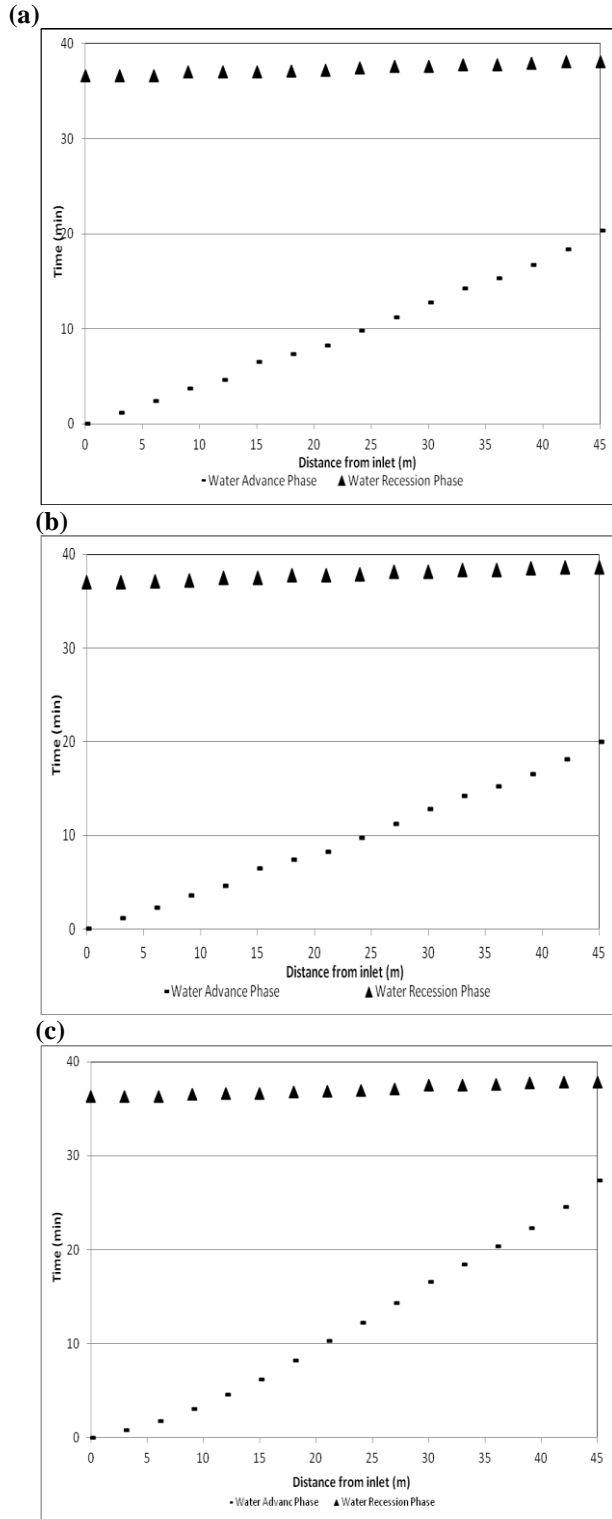 (a)
40
30
20
10
0
Time (min)
0 5 10 15 20 25 30 35 40 45
Distance from inlet (m)
Water Advance Phase Water Recession Phase
(b)
40
30
20
10
0
Time (min)
0 5 10 15 20 25 30 35 40 45
Distance from inlet (m)
Water Advance Phase Water Recession Phase
(c)
40
30
20
10
0
Time (min)
0 5 10 15 20 25 30 35 40 45
Distance from inlet (m)
Water Advanc Phase Water Recession Phase